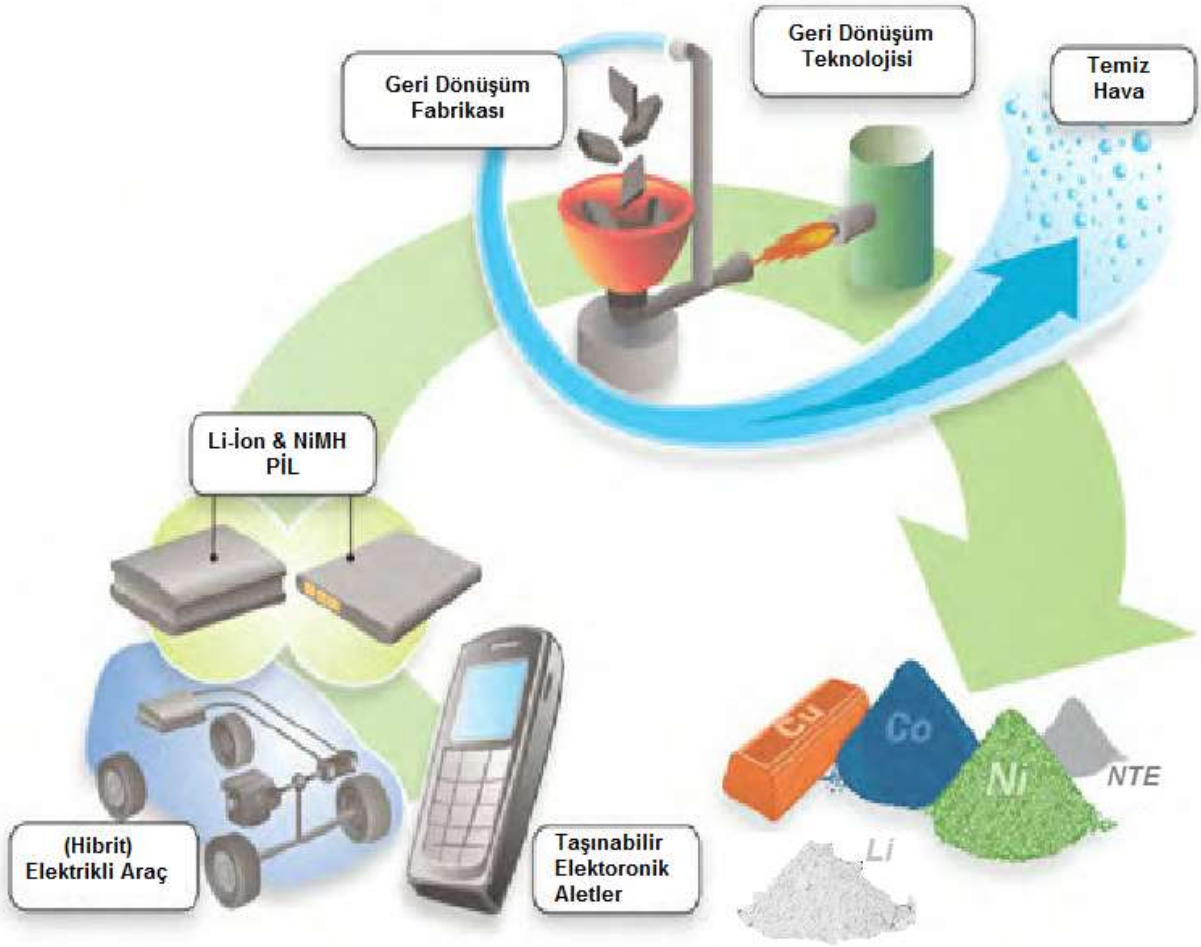 Geri Dönüşüm
Fabrikası
Geri Dönüşüm
Teknolojisi
Temiz
Hava
Li-İon & NiMH
PİL
(Hibrit)
Elektrikli Araç
Taşınabilir
Elektoronik
Aletler
Cu
Co
Ni
NTE
Li